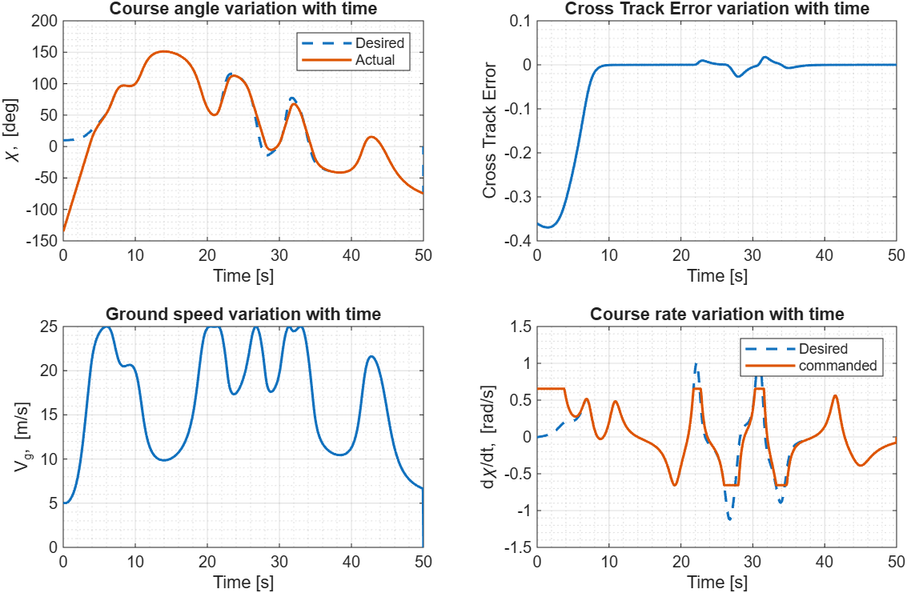 Course angle variation with time
200
150
100
50
0
-50
-100
-150
χ, [deg]
Desired
Actual
0 10 20 30 40 50
Time [s]
Cross Track Error variation with time
0.1
0
-0.1
-0.2
-0.3
-0.4
Cross Track Error
0 10 20 30 40 50
Time [s]
Ground speed variation with time
25
20
15
10
5
0
Vg, [m/s]
0 10 20 30 40 50
Time [s]
Course rate variation with time
1.5
1
0.5
0
-0.5
-1
-1.5
dχ/dt, [rad/s]
Desired
commanded
0 10 20 30 40 50
Time [s]